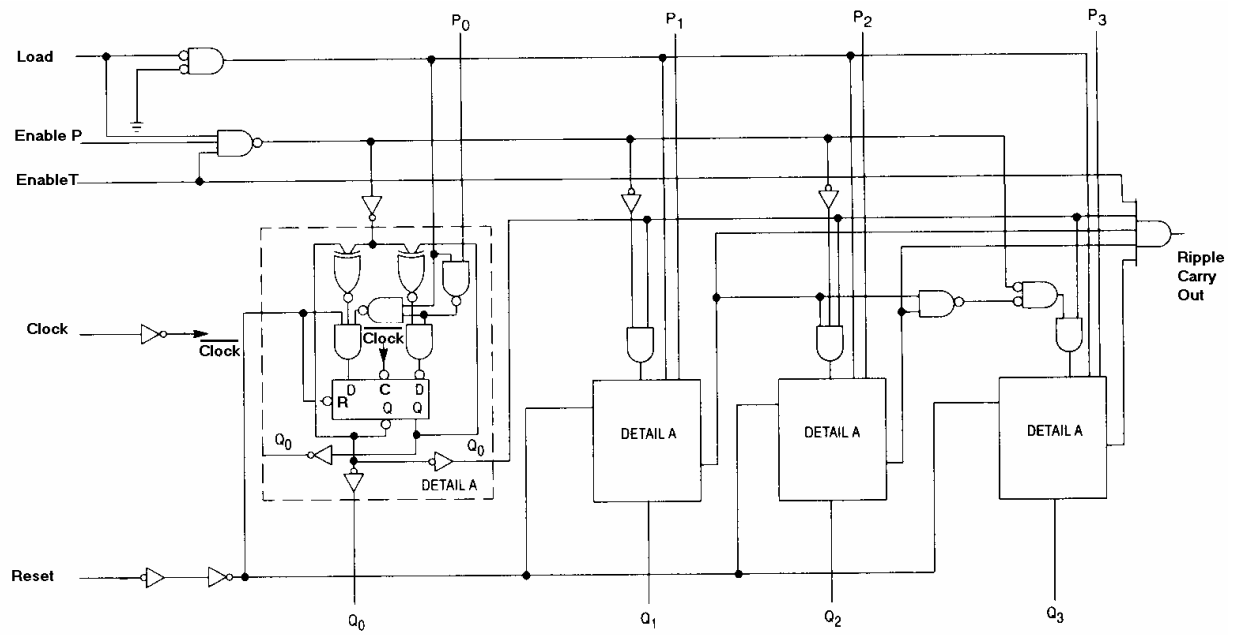 P0
P1
P2
P3
Load
Enable P
EnableT
Ripple
Carry
Out
Clock
Clock
Clock
D
C
D
R
Q
Q
Q0
Q0
DETAIL A
DETAIL A
DETAIL A
DETAIL A
Reset
Q0
Q1
Q2
Q3